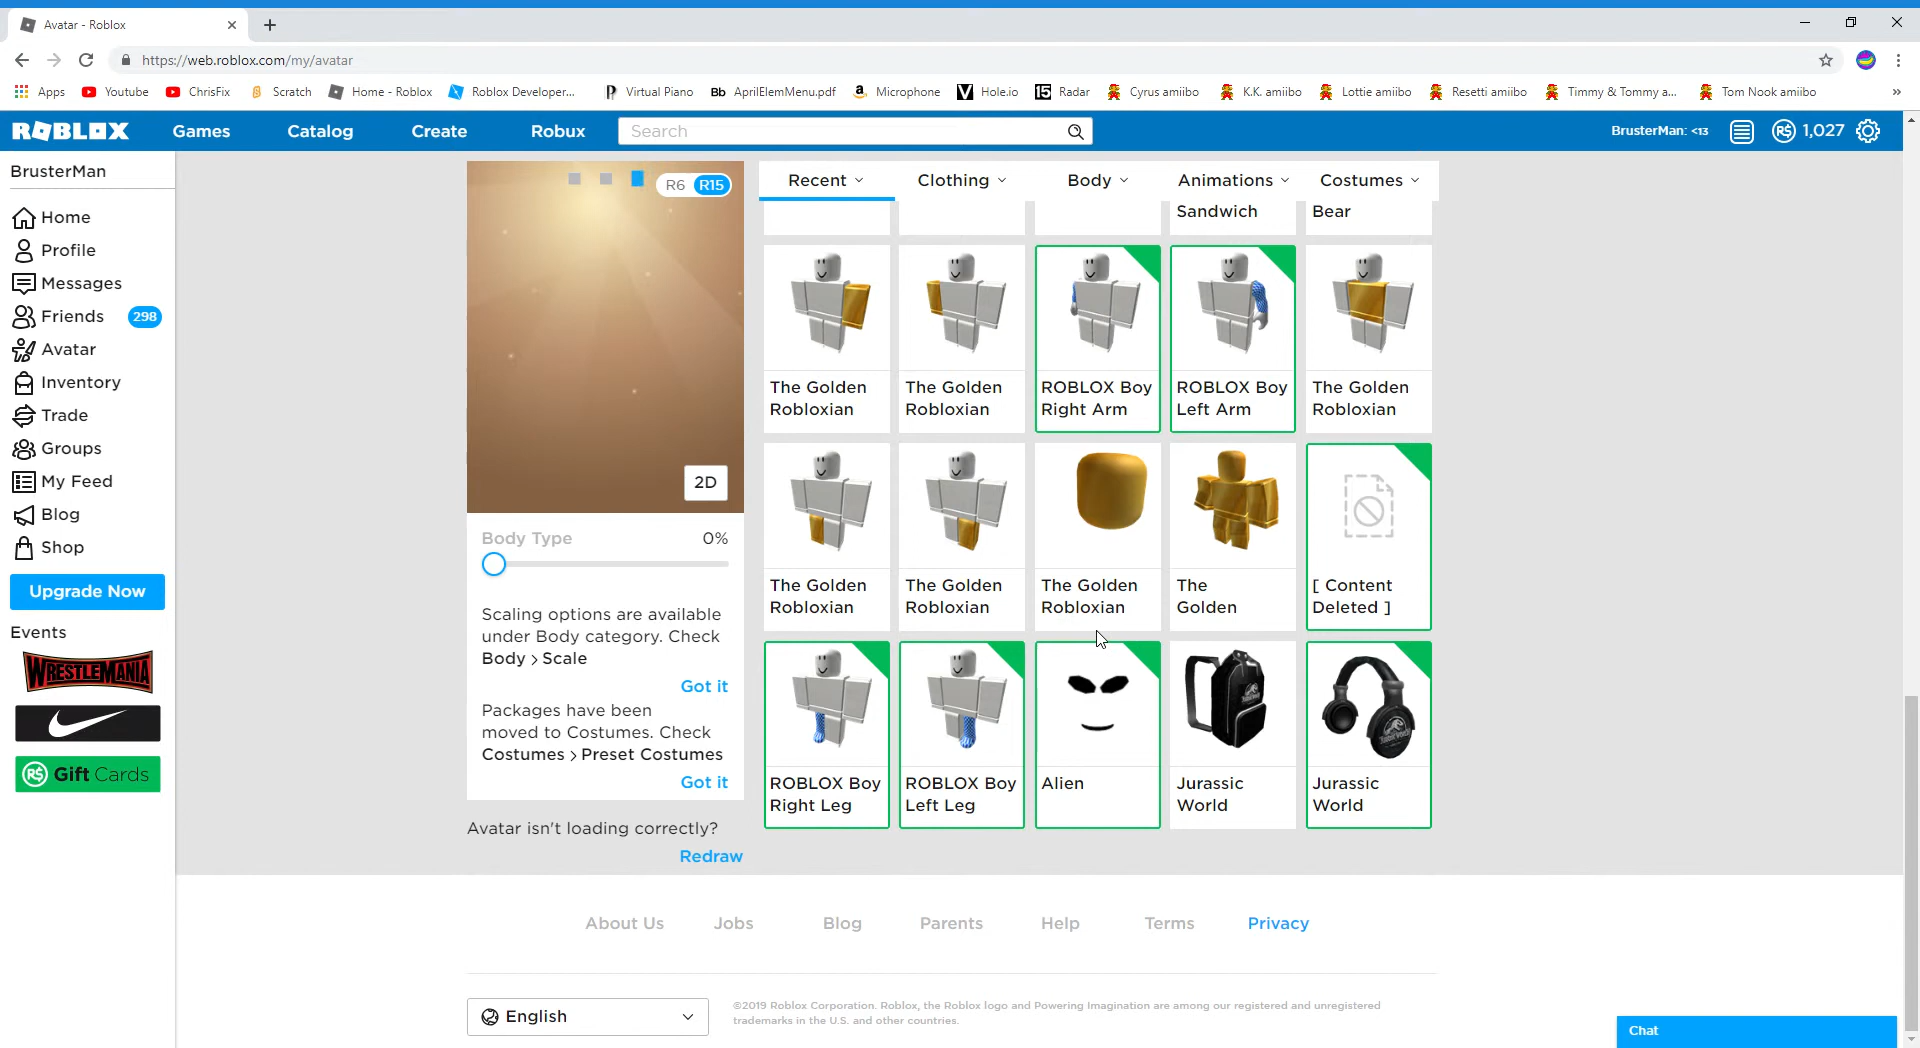 Avatar - Roblox
https://web.roblox.com/my/avatar
Apps Youtube ChrisFix Scratch Home - Roblox Roblox Developer... Virtual Piano Bb AprilElemMenu.pdf Microphone Hole.io 15 Radar Cyrus amiibo K.K. amiibo Lottie amiibo Resetti amiibo Timmy & Tommy a... Tom Nook amiibo »
ROBLOX Games Catalog Create Robux Search BrusterMan: <13 R$ 1,027
BrusterMan
Home
Profile
Messages
Friends 298
Avatar
Inventory
Trade
Groups
My Feed
Blog
Shop
Upgrade Now
Events
WRESTLEMANIA
R$ Gift Cards
R6 R15
2D
Body Type 0%
Scaling options are available
under Body category. Check
Body > Scale
Got it
Packages have been
moved to Costumes. Check
Costumes > Preset Costumes
Got it
Avatar isn't loading correctly?
Redraw
Recent Clothing Body Animations Costumes
Sandwich Bear
The Golden
Robloxian
The Golden
Robloxian
ROBLOX Boy
Right Arm
ROBLOX Boy
Left Arm
The Golden
Robloxian
The Golden
Robloxian
The Golden
Robloxian
The Golden
Robloxian
The
Golden
[ Content
Deleted ]
ROBLOX Boy
Right Leg
ROBLOX Boy
Left Leg
Alien
Jurassic
World
Jurassic
World
About Us Jobs Blog Parents Help Terms Privacy
English
©2019 Roblox Corporation. Roblox, the Roblox logo and Powering Imagination are among our registered and unregistered
trademarks in the U.S. and other countries.
Chat